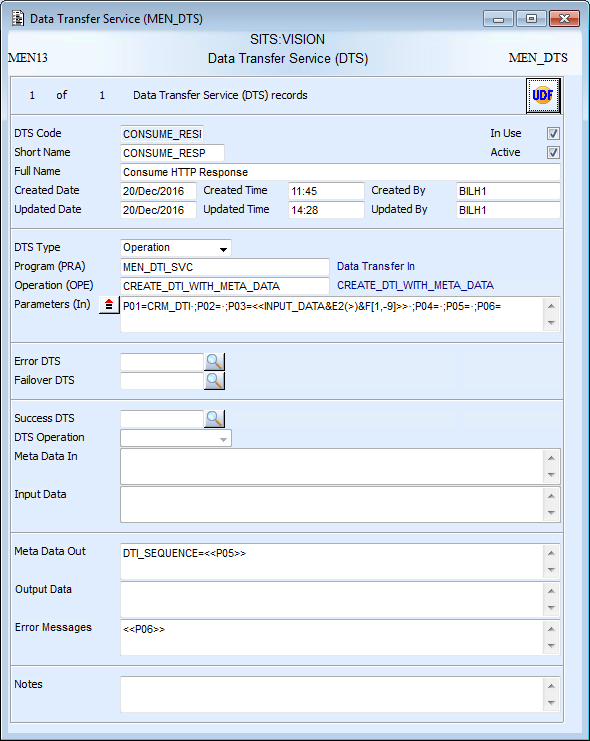 Data Transfer Service (MEN_DTS)
SITS:VISION
MEN13 Data Transfer Service (DTS) MEN_DTS
1 of 1 Data Transfer Service (DTS) records UDF
DTS Code CONSUME_RESI In Use
Short Name CONSUME_RESP Active
Full Name Consume HTTP Response
Created Date 20/Dec/2016 Created Time 11:45 Created By BILH1
Updated Date 20/Dec/2016 Updated Time 14:28 Updated By BILH1
DTS Type Operation
Program (PRA) MEN_DTI_SVC Data Transfer In
Operation (OPE) CREATE_DTI_WITH_META_DATA CREATE_DTI_WITH_META_DATA
Parameters (In) P01=CRM_DTI·;P02=·;P03=<<INPUT_DATA&E2(>)&F[1,-9]>>·;P04=·;P05=·;P06=
Error DTS
Failover DTS
Success DTS
DTS Operation
Meta Data In
Input Data
Meta Data Out DTI_SEQUENCE=<<P05>>
Output Data
Error Messages <<P06>>
Notes